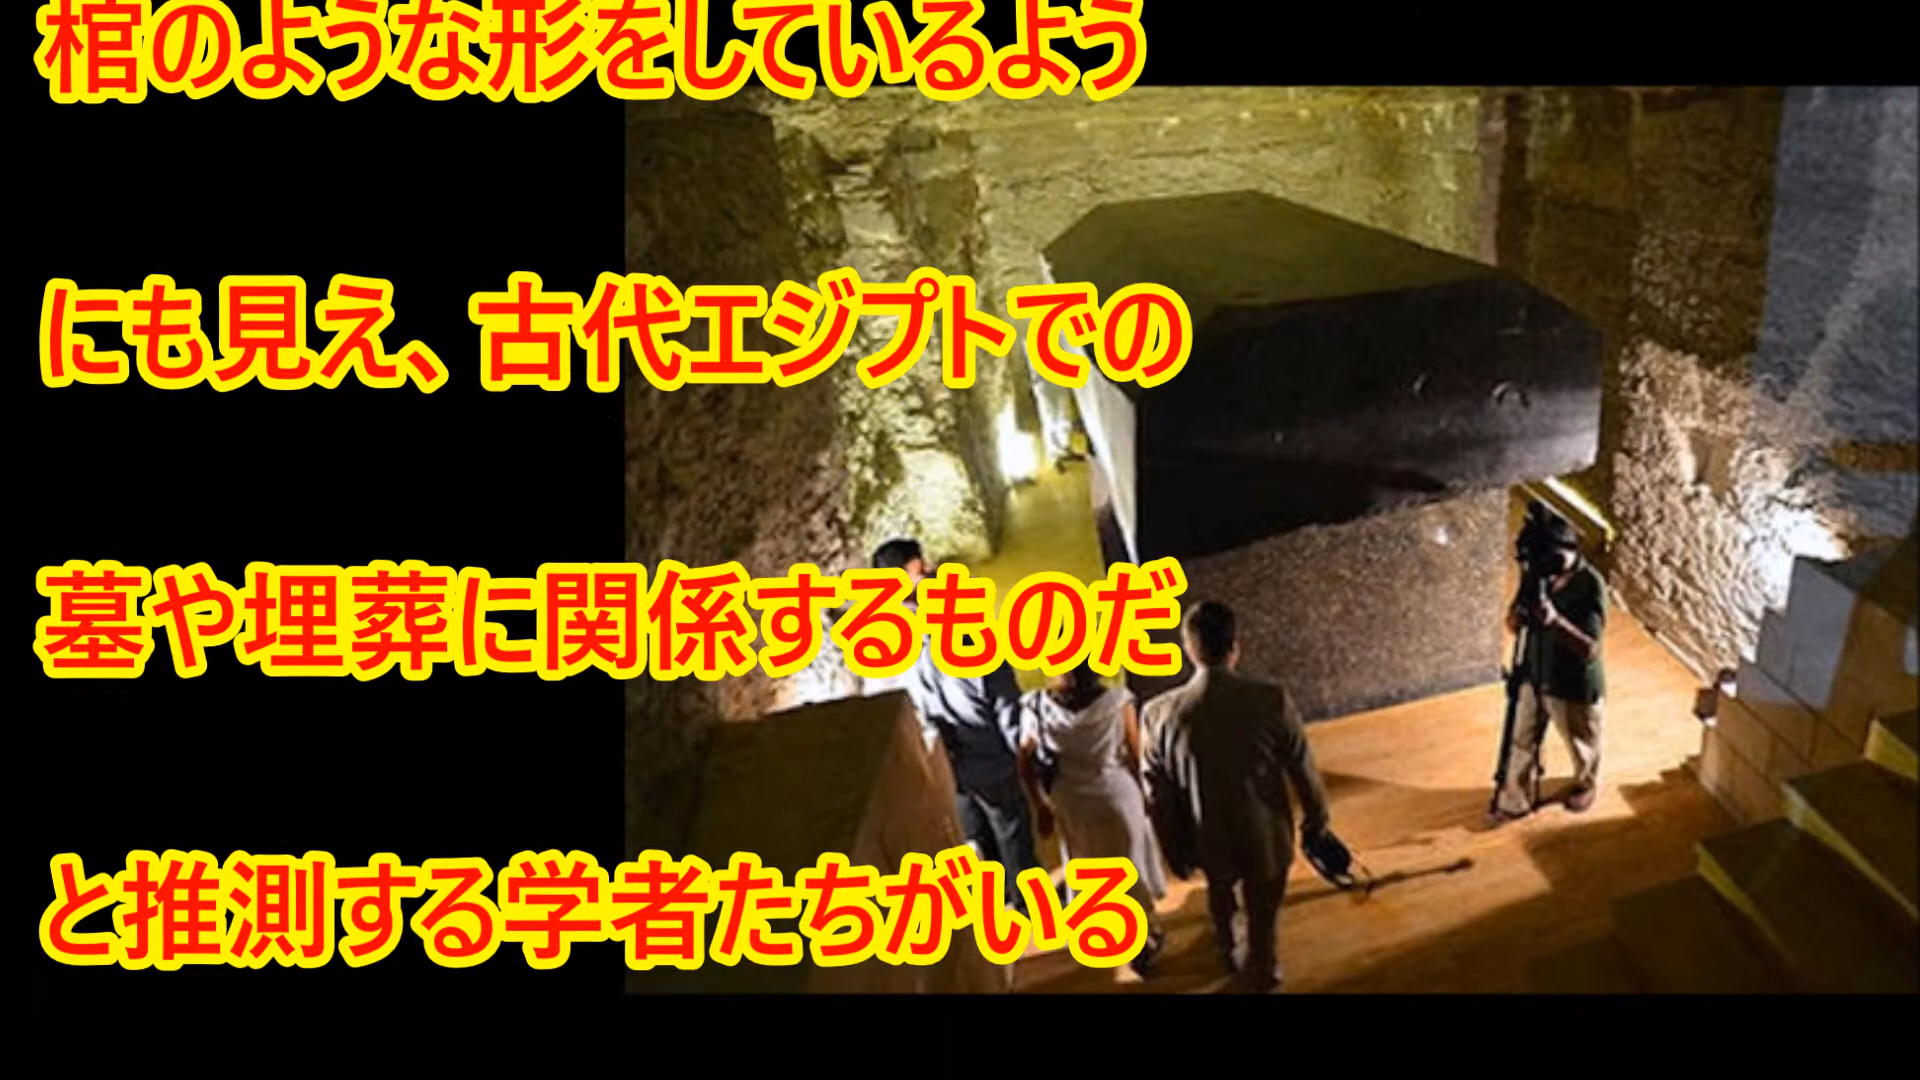 棺のような形をしているよう
にも見え、古代エジプトでの
墓や埋葬に関係するものだ
と推測する学者たちがいる